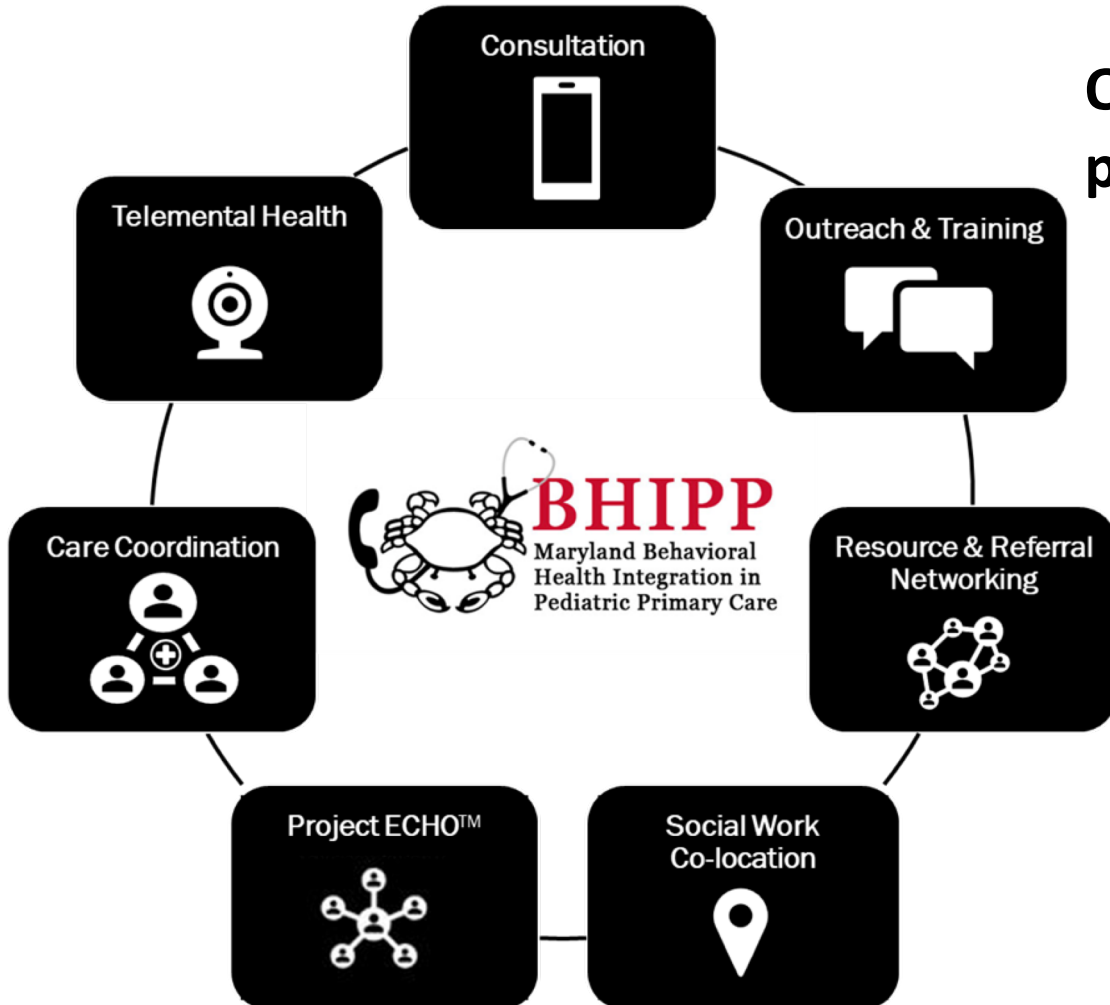 Consultation
Outreach & Training
Resource & Referral
Networking
Social Work
Co-location
Project ECHO™
Care Coordination
Telemental Health
BHIPP
Maryland Behavioral
Health Integration in
Pediatric Primary Care